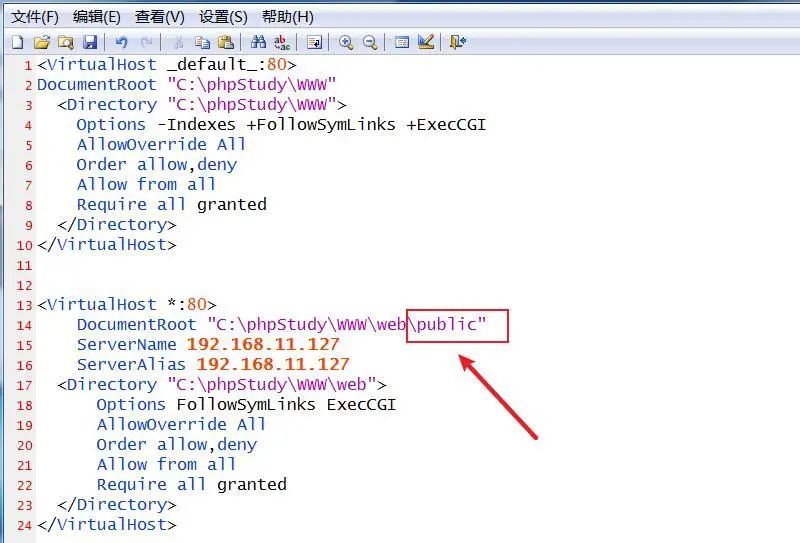 文件(F) 编辑(E) 查看(V) 设置(S) 帮助(H)
1 <VirtualHost _default_:80>
2 DocumentRoot "C:\phpStudy\WWW"
3   <Directory "C:\phpStudy\WWW">
4     Options -Indexes +FollowSymLinks +ExecCGI
5     AllowOverride All
6     Order allow,deny
7     Allow from all
8     Require all granted
9   </Directory>
10 </VirtualHost>
11
12
13 <VirtualHost *:80>
14     DocumentRoot "C:\phpStudy\WWW\web\public"
15     ServerName 192.168.11.127
16     ServerAlias 192.168.11.127
17   <Directory "C:\phpStudy\WWW\web">
18       Options FollowSymLinks ExecCGI
19       AllowOverride All
20       Order allow,deny
21       Allow from all
22       Require all granted
23   </Directory>
24 </VirtualHost>